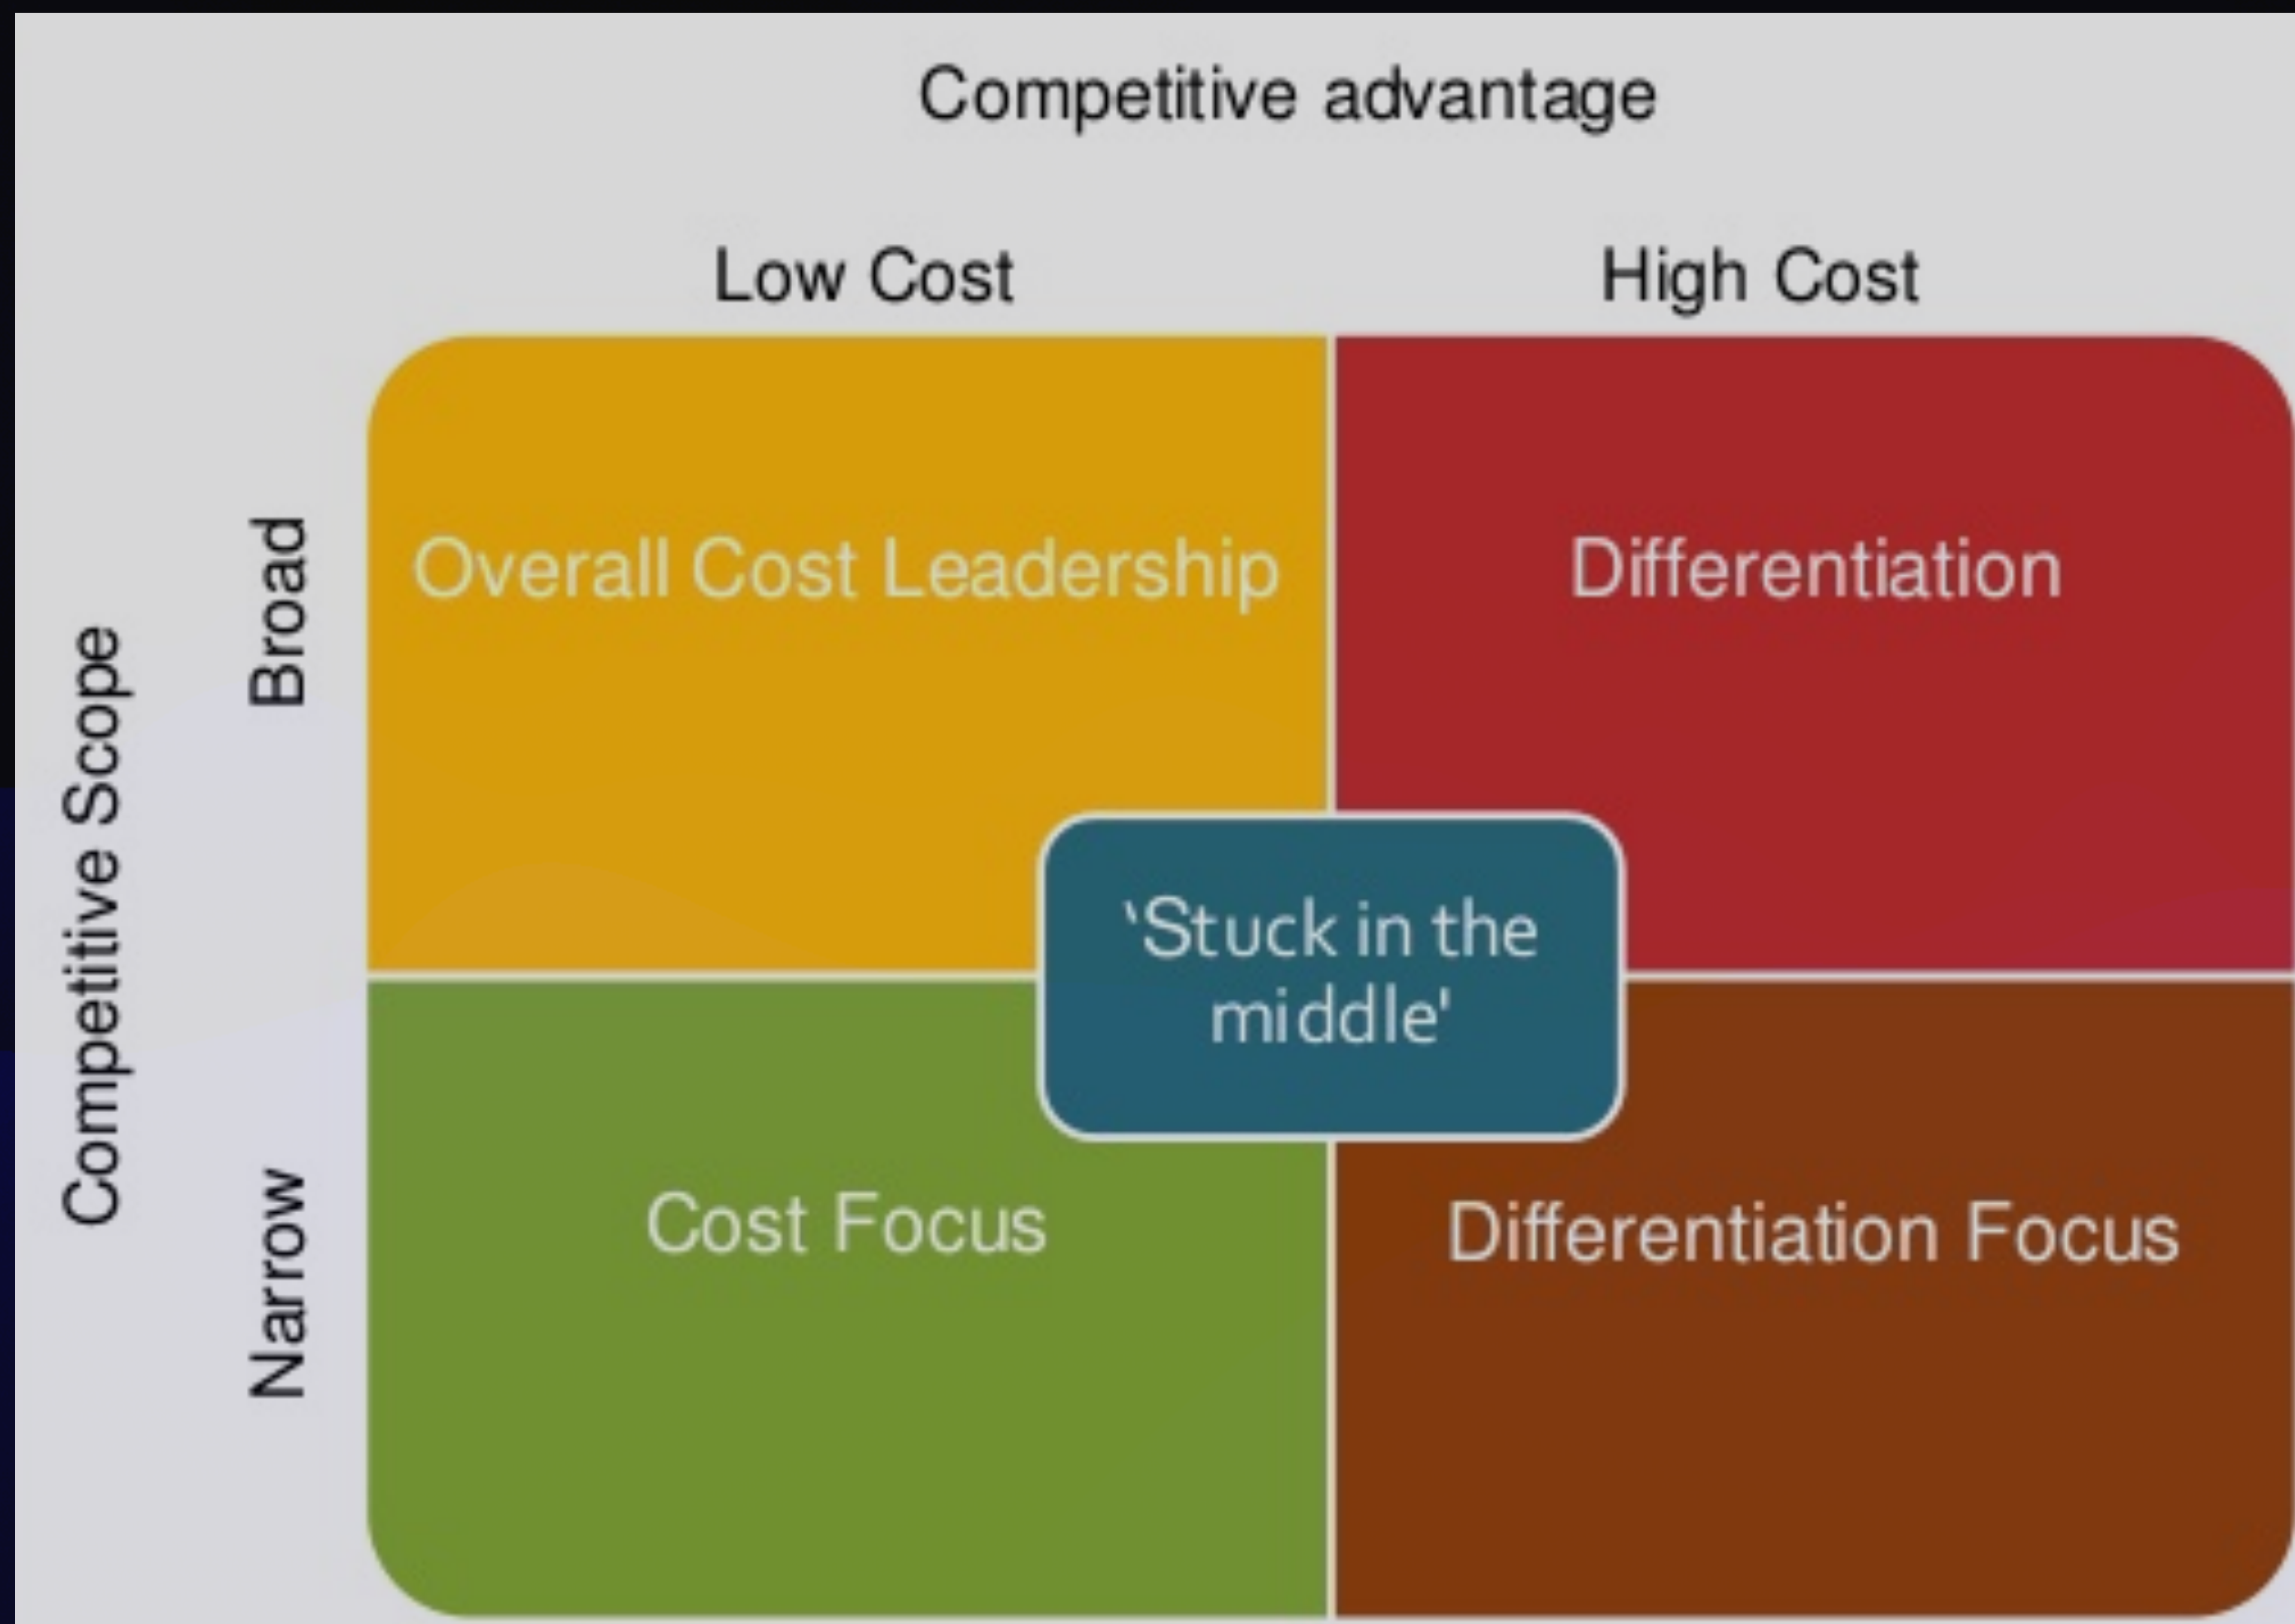 Competitive advantage
Low Cost
High Cost
Competitive Scope
Broad
Overall Cost Leadership
Differentiation
‘Stuck in the
middle'
Narrow
Cost Focus
Differentiation Focus